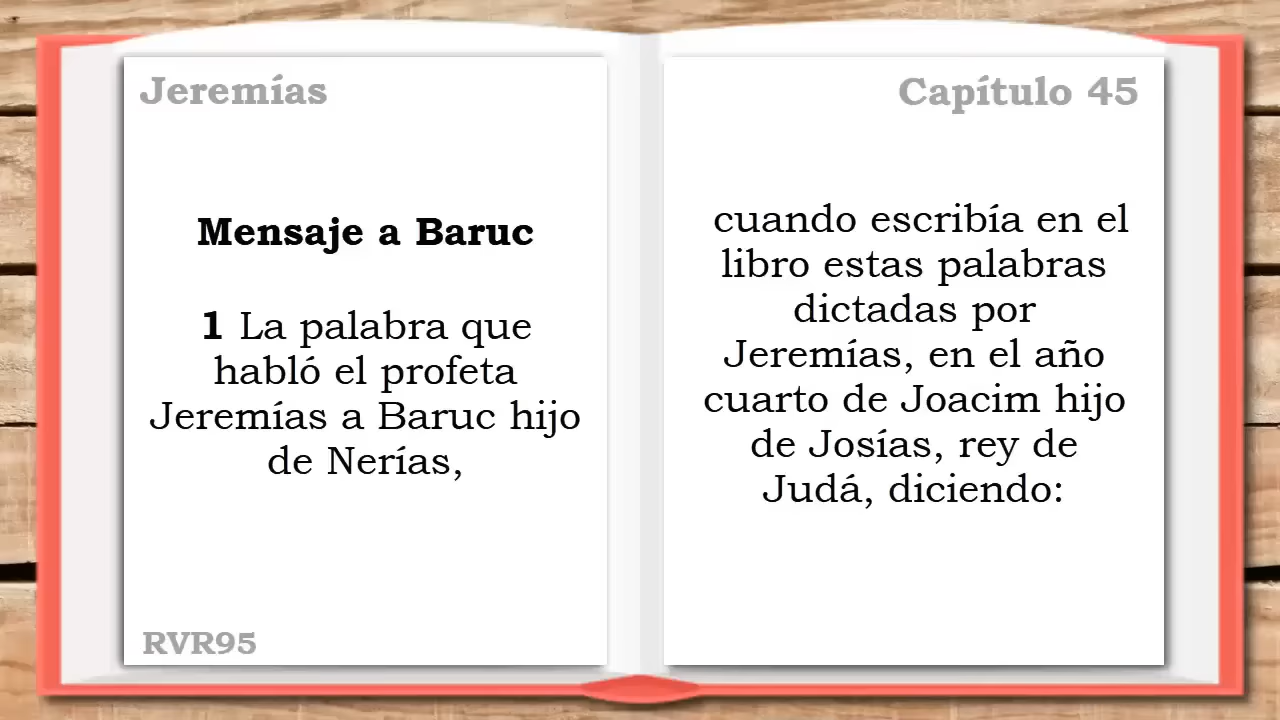 Jeremías
Mensaje a Baruc
1 La palabra que
habló el profeta
Jeremías a Baruc hijo
de Nerías,
RVR95
Capítulo 45
cuando escribía en el
libro estas palabras
dictadas por
Jeremías, en el año
cuarto de Joacim hijo
de Josías, rey de
Judá, diciendo: